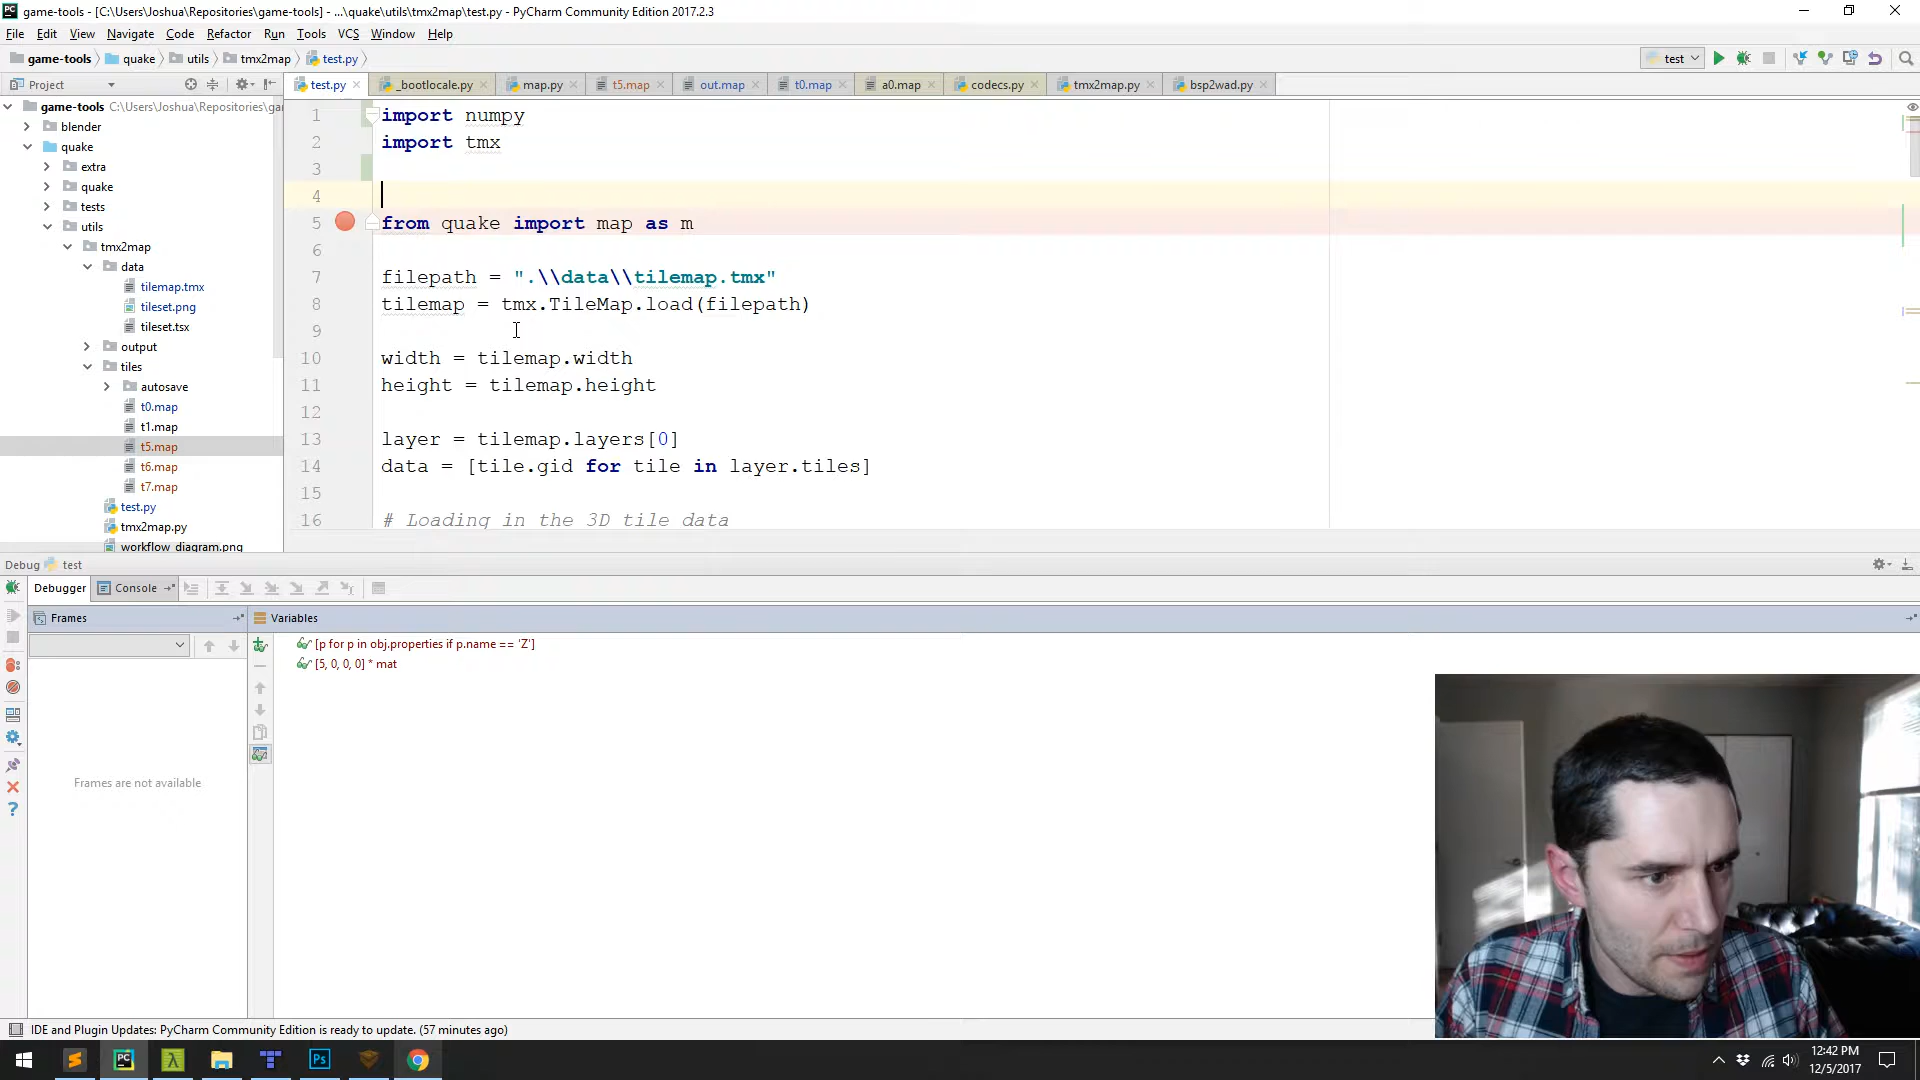 game-tools - [C:\Users\Joshua\Repositories\game-tools] - ...\quake\utils\tmx2map\test.py - PyCharm Community Edition 2017.2.3
File Edit View Navigate Code Refactor Run Tools VCS Window Help
game-tools quake utils tmx2map test.py
test
Project
test.py _bootlocale.py map.py t5.map out.map t0.map a0.map codecs.py tmx2map.py bsp2wad.py
game-tools C:\Users\Joshua\Repositories\ga
blender
quake
extra
quake
tests
utils
tmx2map
data
tilemap.tmx
tileset.png
tileset.tsx
output
tiles
autosave
t0.map
t1.map
t5.map
t6.map
t7.map
test.py
tmx2map.py
workflow_diagram.png
1 import numpy
2 import tmx
3
4
5 from quake import map as m
6
7 filepath = ".\\data\\tilemap.tmx"
8 tilemap = tmx.TileMap.load(filepath)
9
10 width = tilemap.width
11 height = tilemap.height
12
13 layer = tilemap.layers[0]
14 data = [tile.gid for tile in layer.tiles]
15
16 # Loading in the 3D tile data
Debug test
Debugger Console
Frames
Variables
[p for p in obj.properties if p.name == 'Z']
[5, 0, 0, 0] * mat
Frames are not available
IDE and Plugin Updates: PyCharm Community Edition is ready to update. (57 minutes ago)
12:42 PM
12/5/2017